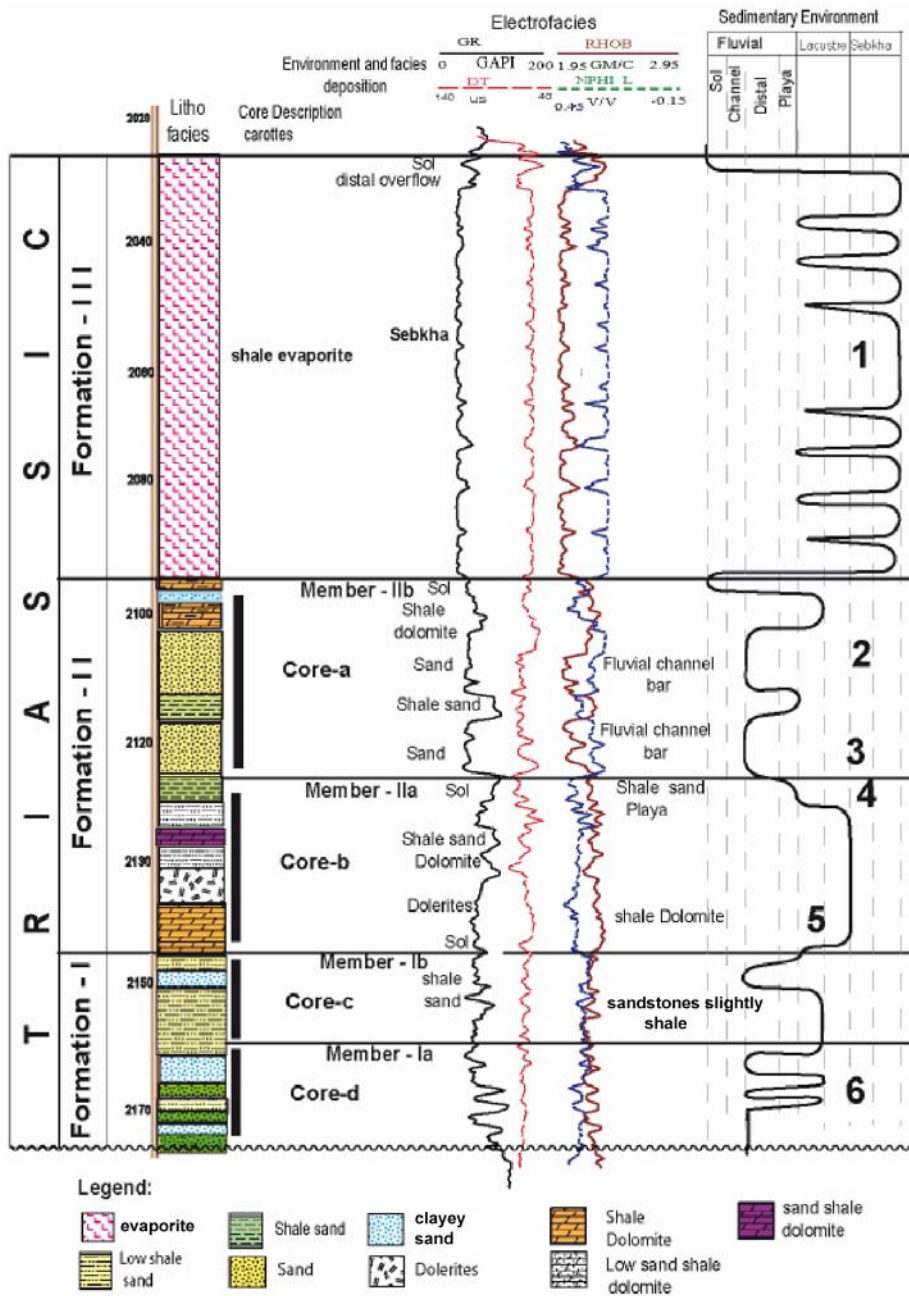 Electrofacies
Sedimentary Environment
GR
RHOB
Fluvial
Lacustre
Sebkha
Environment and facies
deposition
0 GAPI 200
1.95 GM/C 2.95
DT
NPHI L
140 us 40
0.45 V/V -0.15
Sol
Channel
Distal
Playa
Litho
facies
Core Description
carottes
2020
Sol
distal overflow
2040
Sebkha
shale evaporite
1
2060
2080
TRIASSIC
Formation - III
Formation - II
Formation - I
Member - IIb
Sol
2100
Shale
dolomite
Core-a
Sand
Fluvial channel
bar
2
Shale sand
Fluvial channel
bar
2120
Sand
3
Member - IIa
Sol
Shale sand
Playa
4
Shale sand
Dolomite
2190
Core-b
Dolerites
shale Dolomite
5
Sol
Member - Ib
shale
sand
2150
Core-c
sandstones slightly
shale
Member - Ia
Core-d
6
2170
Legend:
evaporite
Shale sand
clayey
sand
Shale
Dolomite
sand shale
dolomite
Low shale
sand
Sand
Dolerites
Low sand shale
dolomite